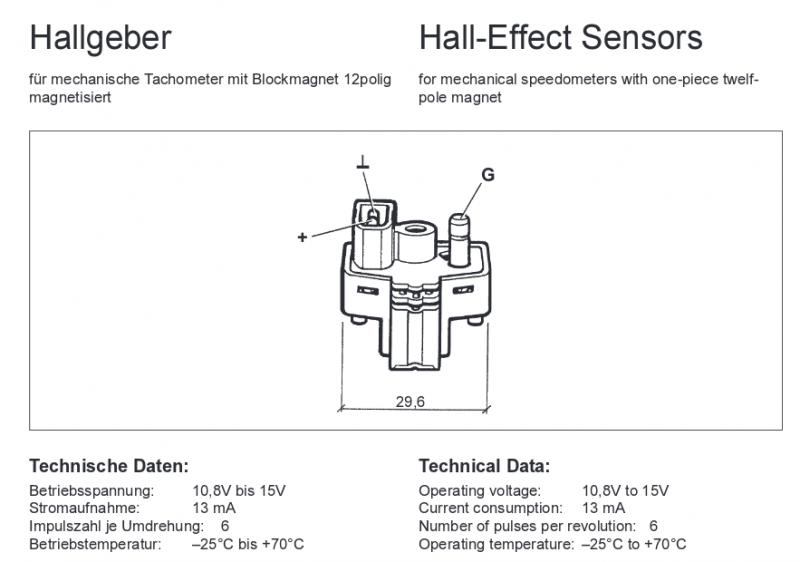 Hallgeber
für mechanische Tachometer mit Blockmagnet 12polig
magnetisiert
Hall-Effect Sensors
for mechanical speedometers with one-piece twelf-
pole magnet
⊥
G
+
29,6
Technische Daten:
Betriebsspannung: 10,8V bis 15V
Stromaufnahme: 13 mA
Impulszahl je Umdrehung: 6
Betriebstemperatur: –25°C bis +70°C
Technical Data:
Operating voltage: 10,8V to 15V
Current consumption: 13 mA
Number of pulses per revolution: 6
Operating temperature: –25°C to +70°C